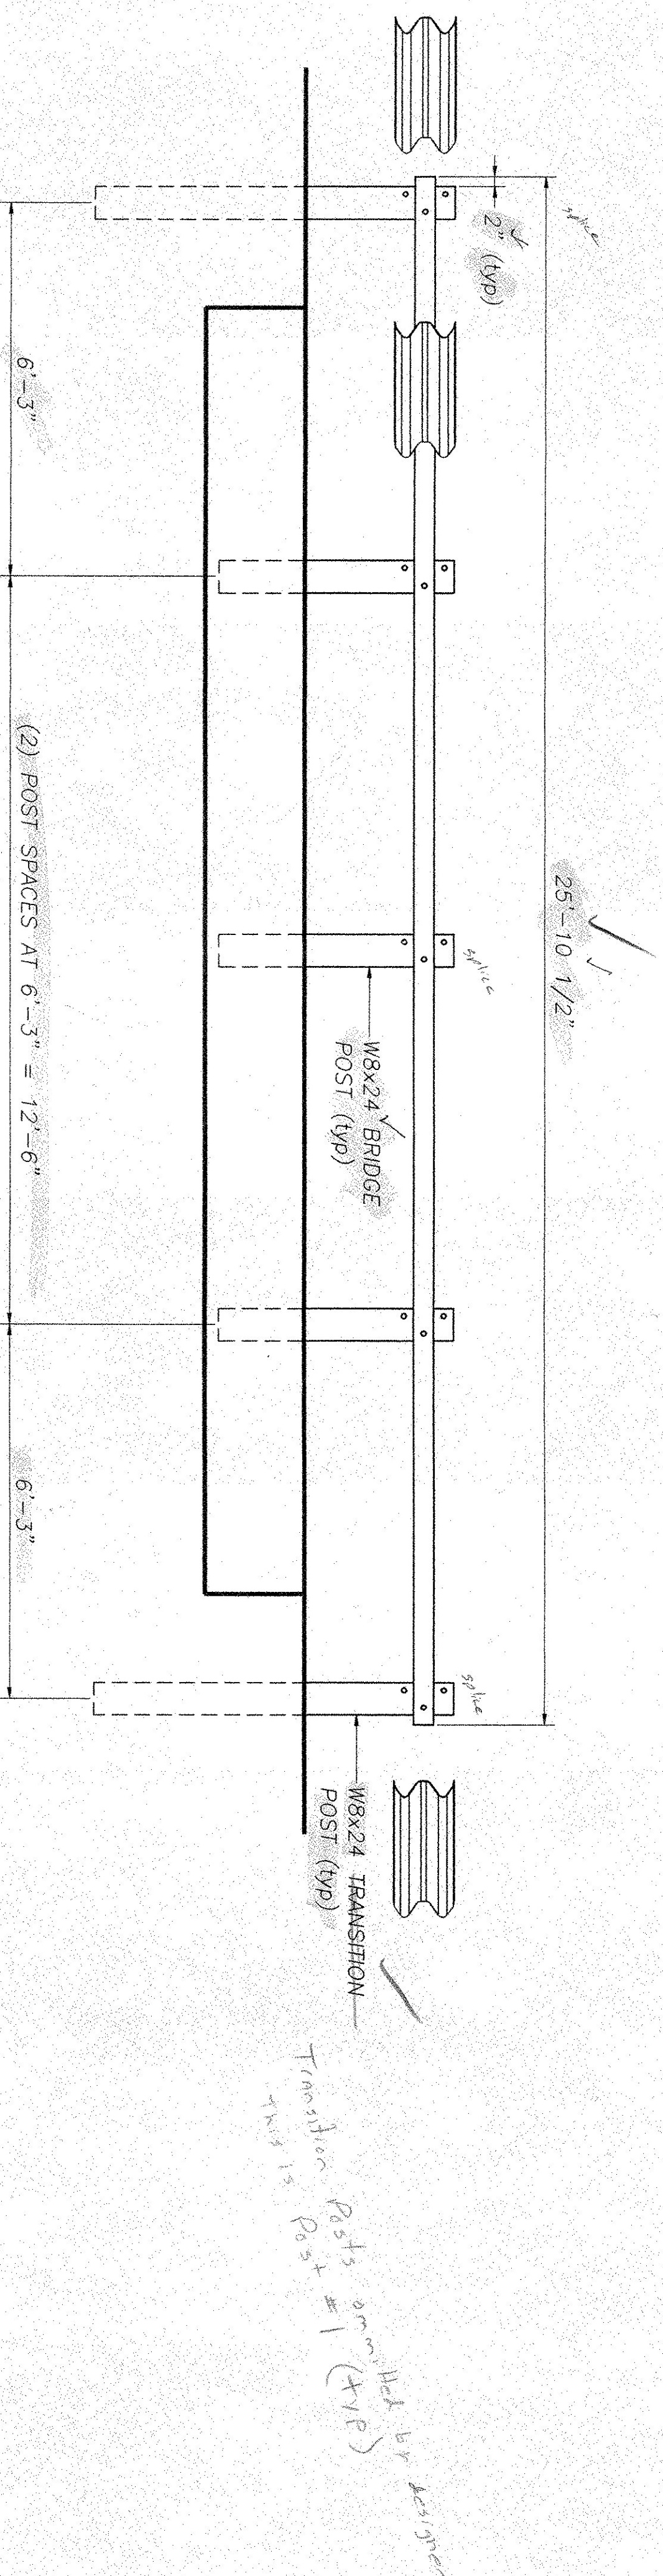 splice
2" (typ)
25'-10 1/2"
splice
W8x24 BRIDGE
POST (typ)
splice
W8x24 TRANSITION
POST (typ)
6'-3"
(2) POST SPACES AT 6'-3" = 12'-6"
6'-3"
Transition Posts ommitted by designer
This is Post #1 (typ)